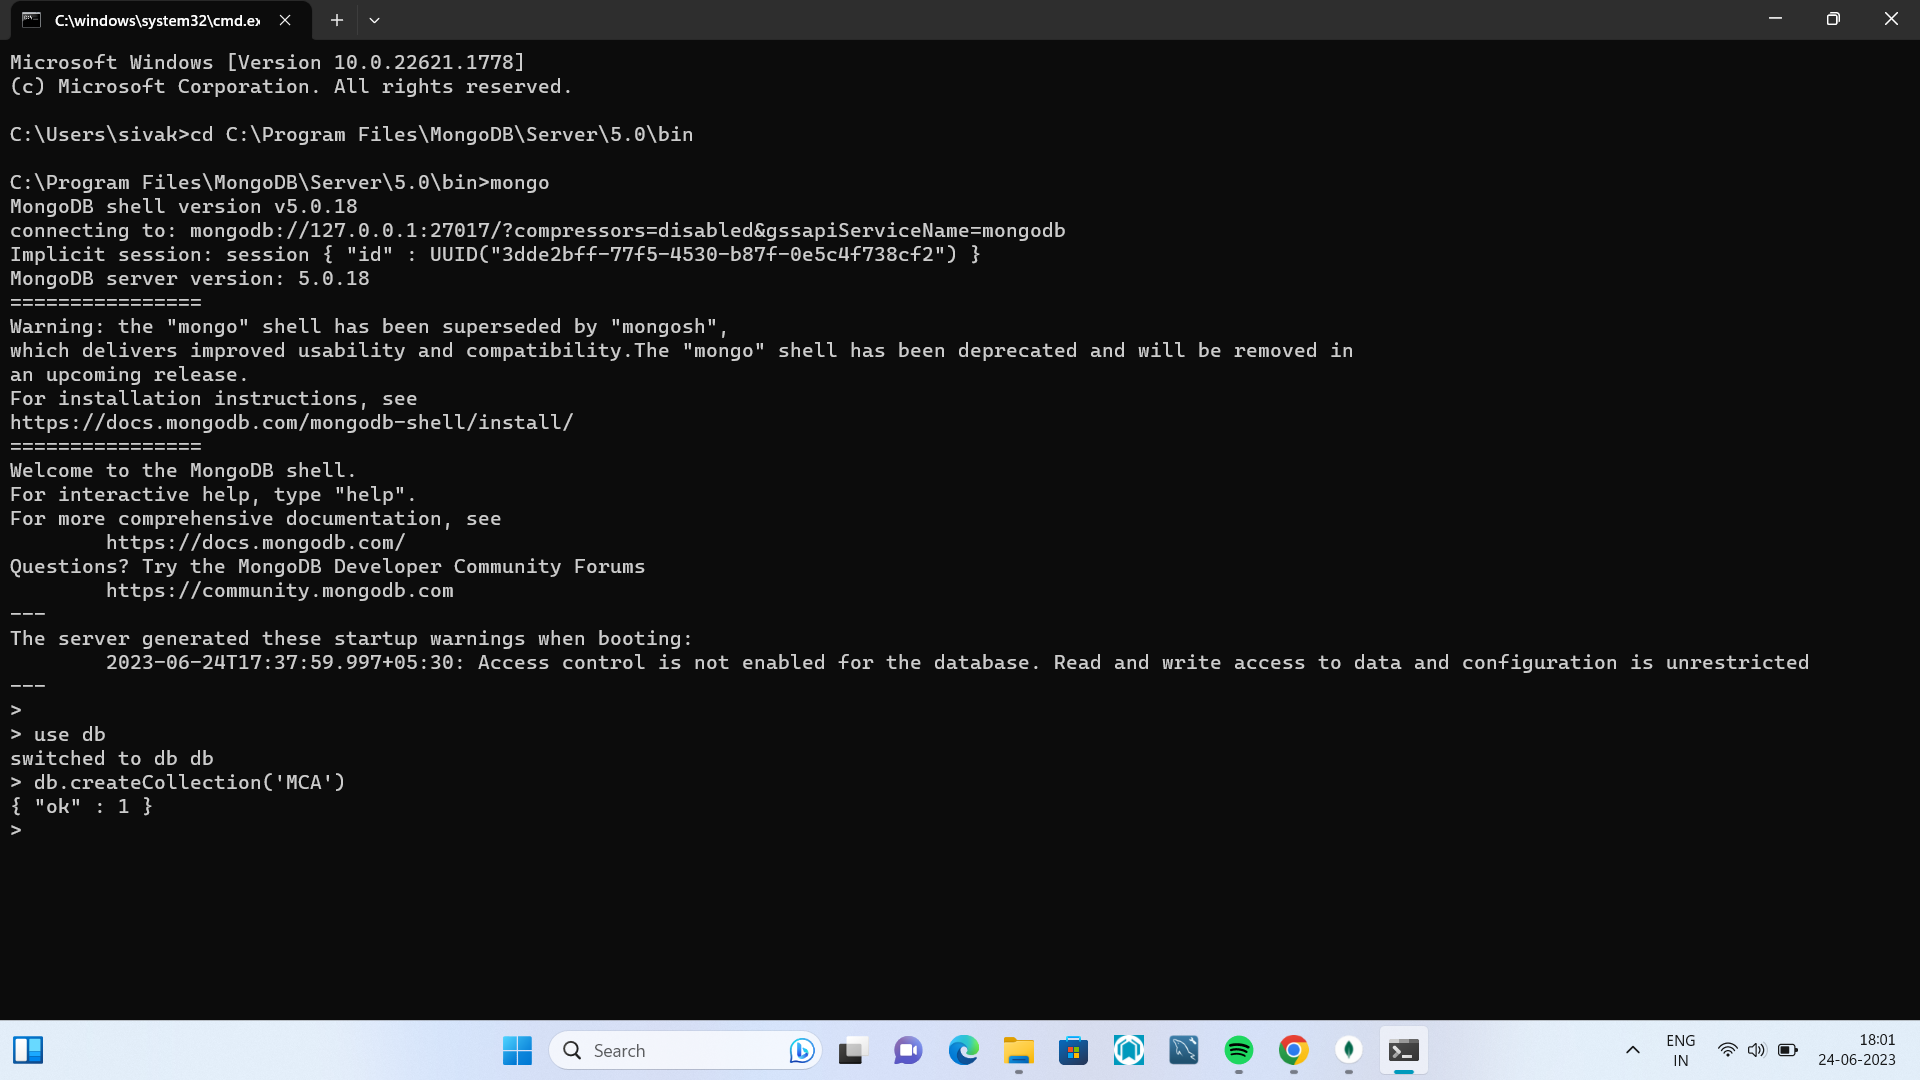 C:\windows\system32\cmd.ex
Microsoft Windows [Version 10.0.22621.1778]
(c) Microsoft Corporation. All rights reserved.
C:\Users\sivak>cd C:\Program Files\MongoDB\Server\5.0\bin
C:\Program Files\MongoDB\Server\5.0\bin>mongo
MongoDB shell version v5.0.18
connecting to: mongodb://127.0.0.1:27017/?compressors=disabled&gssapiServiceName=mongodb
Implicit session: session { "id" : UUID("3dde2bff-77f5-4530-b87f-0e5c4f738cf2") }
MongoDB server version: 5.0.18
================
Warning: the "mongo" shell has been superseded by "mongosh",
which delivers improved usability and compatibility.The "mongo" shell has been deprecated and will be removed in
an upcoming release.
For installation instructions, see
https://docs.mongodb.com/mongodb-shell/install/
================
Welcome to the MongoDB shell.
For interactive help, type "help".
For more comprehensive documentation, see
https://docs.mongodb.com/
Questions? Try the MongoDB Developer Community Forums
https://community.mongodb.com
---
The server generated these startup warnings when booting:
2023-06-24T17:37:59.997+05:30: Access control is not enabled for the database. Read and write access to data and configuration is unrestricted
---
>
> use db
switched to db db
> db.createCollection('MCA')
{ "ok" : 1 }
>
Search
ENG
IN
18:01
24-06-2023